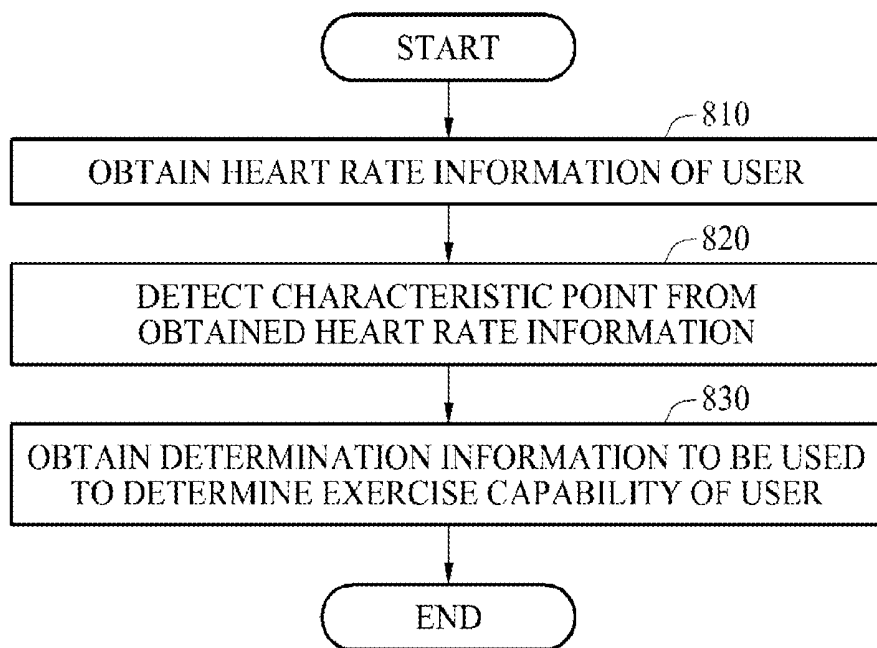 START
810
OBTAIN HEART RATE INFORMATION OF USER
820
DETECT CHARACTERISTIC POINT FROM
OBTAINED HEART RATE INFORMATION
830
OBTAIN DETERMINATION INFORMATION TO BE USED
TO DETERMINE EXERCISE CAPABILITY OF USER
END